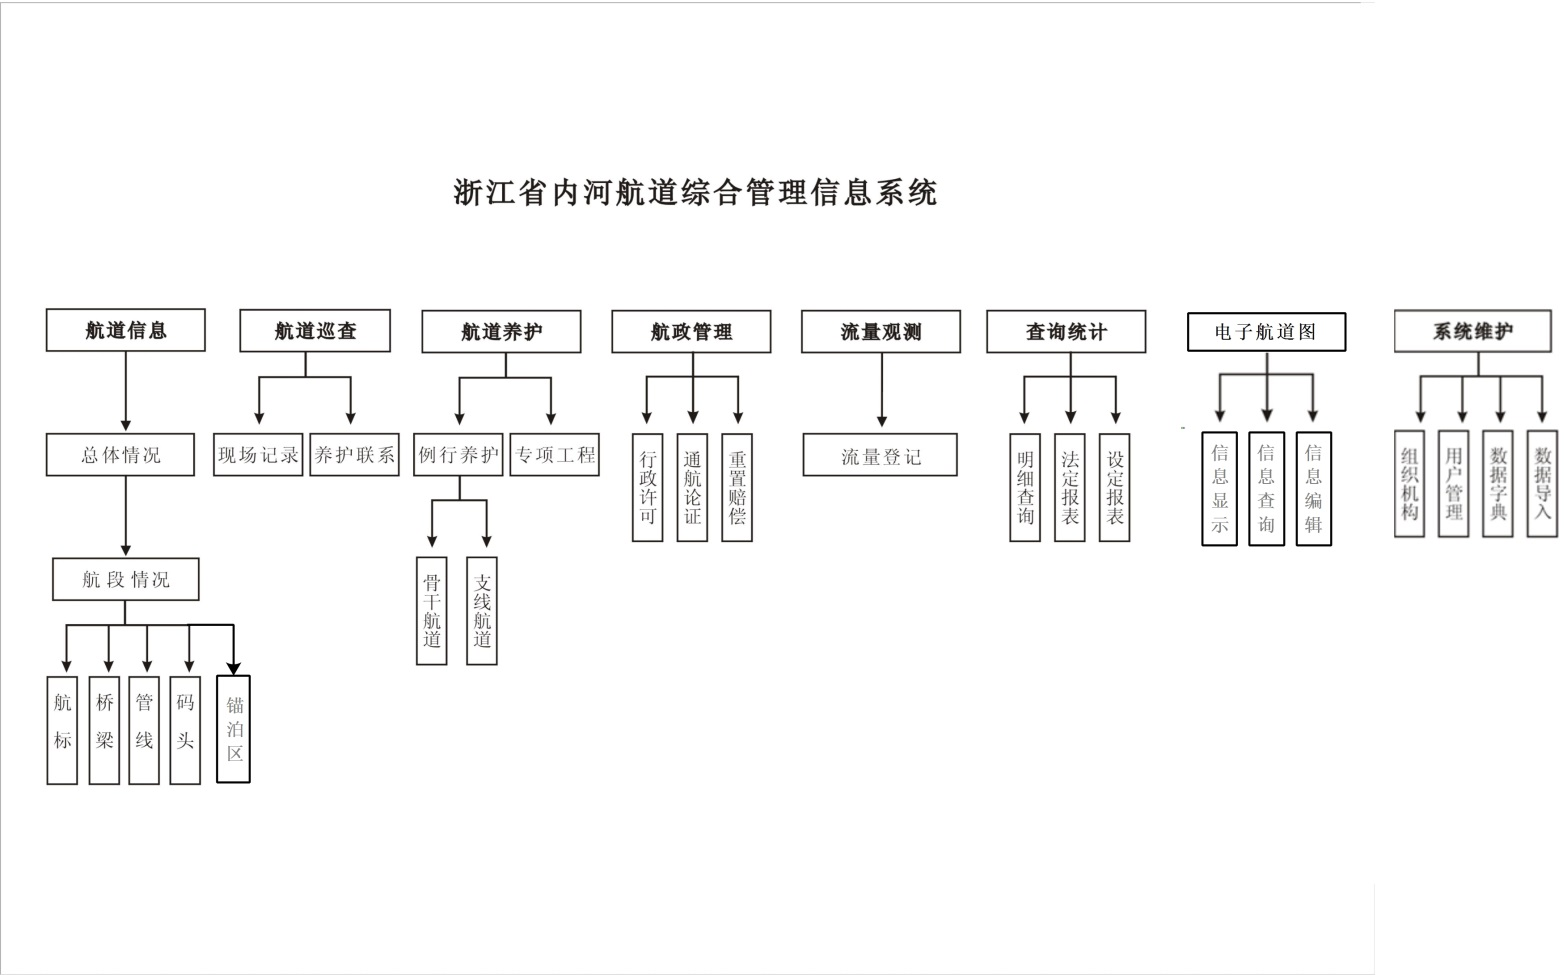 浙江省内河航道综合管理信息系统
航道信息
航道巡查
航道养护
航政管理
流量观测
查询统计
电子航道图
系统维护
总体情况
现场记录
养护联系
例行养护
专项工程
行政许可
通航论证
重置赔偿
流量登记
明细查询
法定报表
设定报表
信息显示
信息查询
信息编辑
组织机构
用户管理
数据字典
数据导入
航段情况
骨干航道
支线航道
航标
桥梁
管线
码头
锚泊区